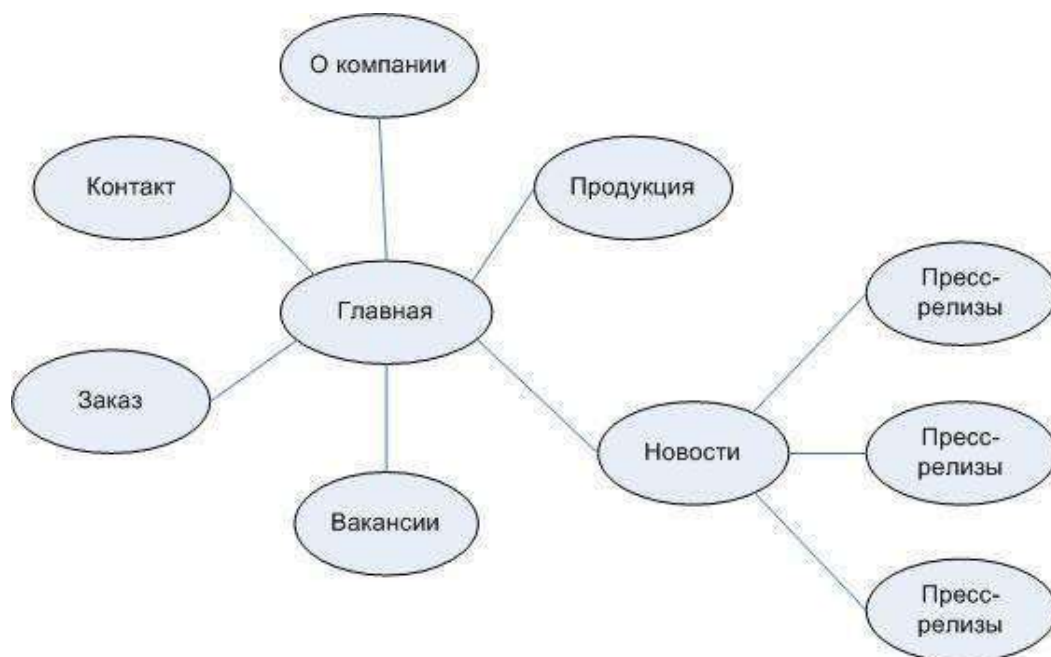 О компании
Контакт
Продукция
Главная
Пресс-
релизы
Заказ
Новости
Пресс-
релизы
Вакансии
Пресс-
релизы